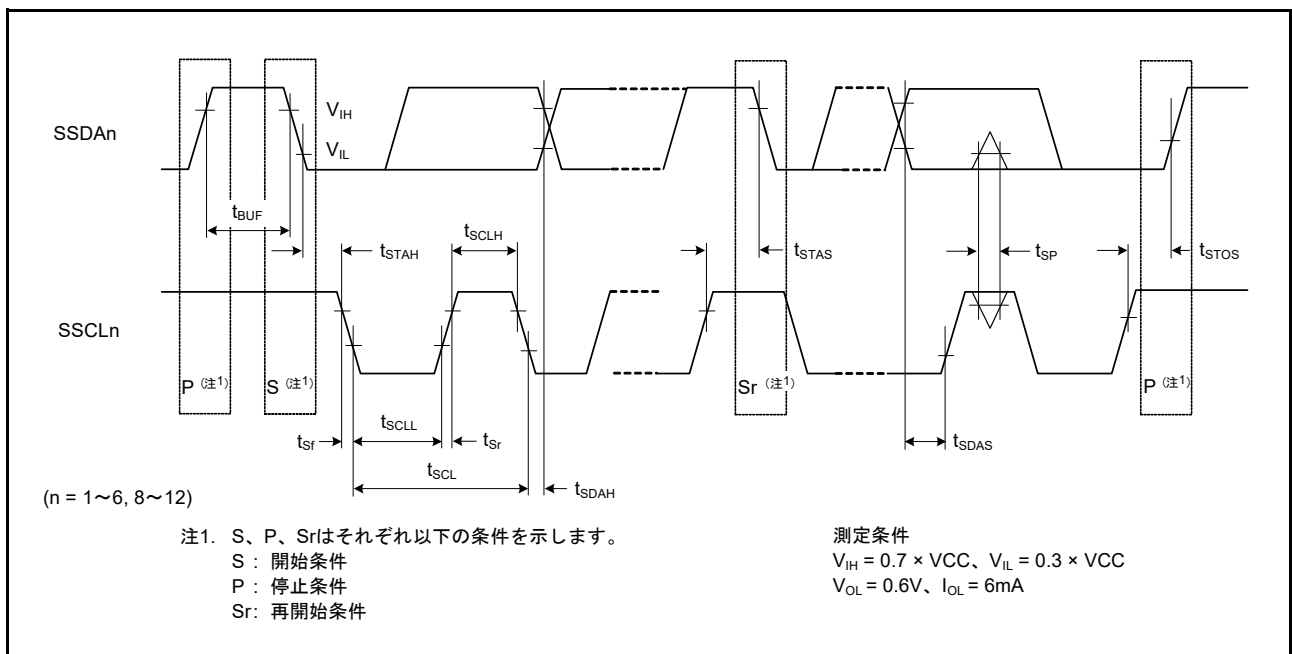 SSDAn
V_IH
V_IL
t_BUF
t_STAH
t_SCLH
t_STAS
t_SP
t_STOS
SSCLn
P (注1)
S (注1)
Sr (注1)
P (注1)
t_Sf
t_SCLL
t_Sr
t_SDAS
t_SCL
t_SDAH
(n = 1～6, 8～12)
注1. S、P、Srはそれぞれ以下の条件を示します。
S : 開始条件
P : 停止条件
Sr: 再開始条件
測定条件
V_IH = 0.7 × VCC、V_IL = 0.3 × VCC
V_OL = 0.6V、I_OL = 6mA